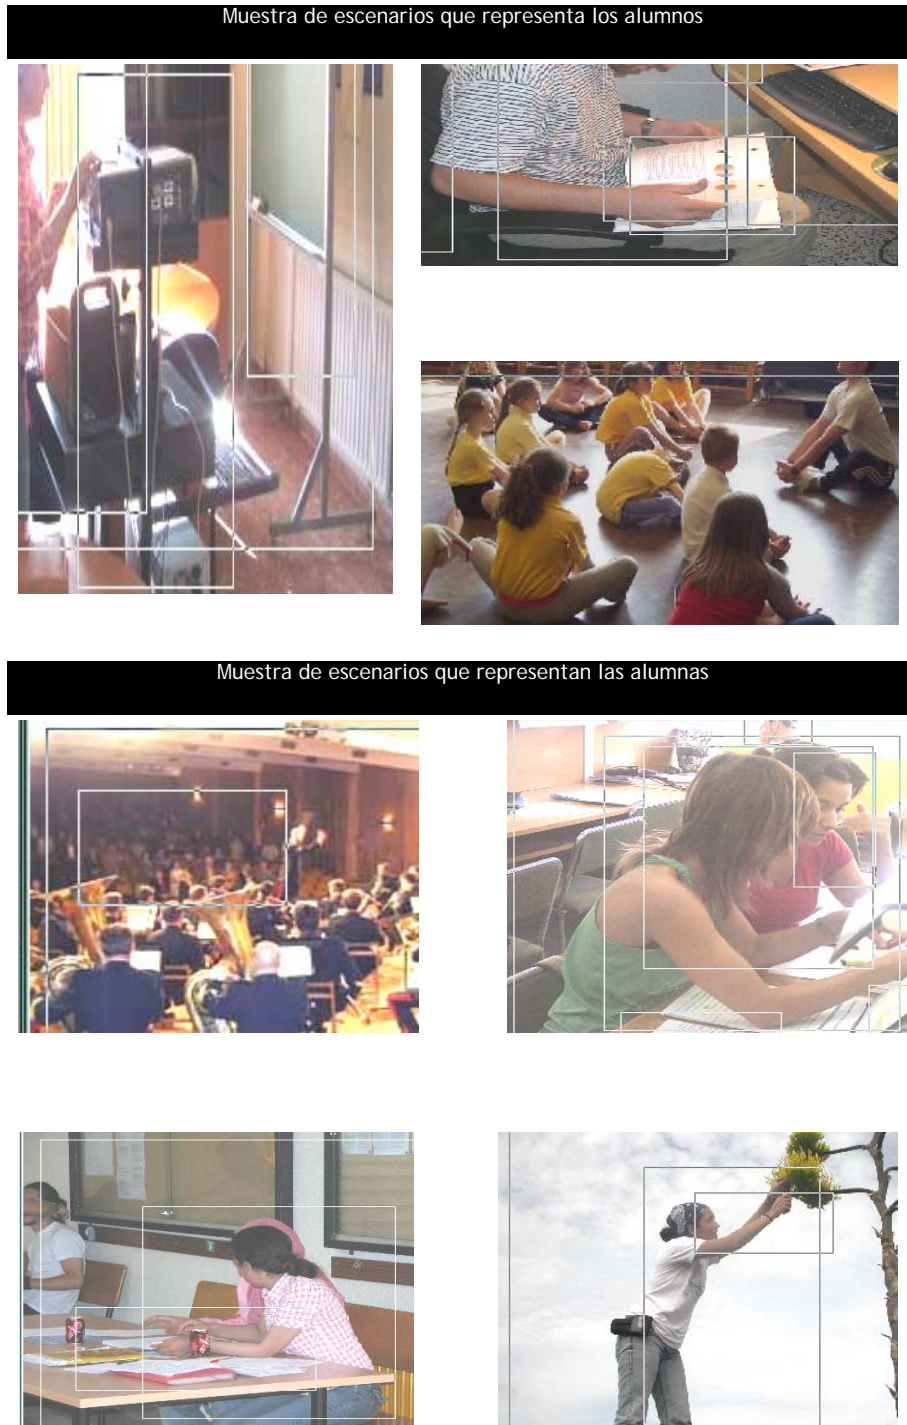 Muestra de escenarios que representa los alumnos
Muestra de escenarios que representan las alumnas